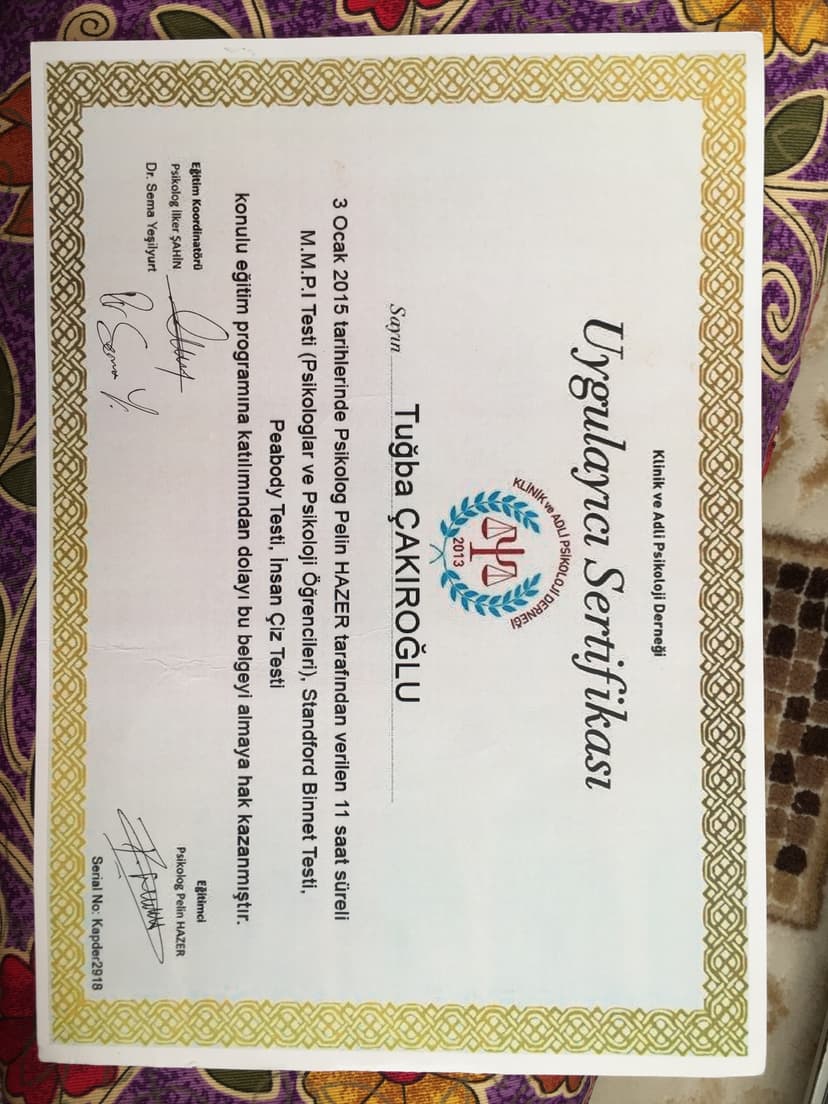 Klinik ve Adli Psikoloji Derneği
Uygulayıcı Sertifikası
KLİNİK ve ADLİ PSİKOLOJİ DERNEĞİ
2013
Sayın Tuğba ÇAKIROĞLU
3 Ocak 2015 tarihlerinde Psikolog Pelin HAZER tarafından verilen 11 saat süreli
M.M.P.I Testi (Psikologlar ve Psikoloji Öğrencileri), Standford Binnet Testi,
Peabody Testi, İnsan Çiz Testi
konulu eğitim programına katılımından dolayı bu belgeyi almaya hak kazanmıştır.
Eğitim Koordinatörü
Psikolog İlker ŞAHİN
Dr. Sema Yeşilyurt
Dr Sema Y.
Eğitimci
Psikolog Pelin HAZER
Serial No: Kapder2918